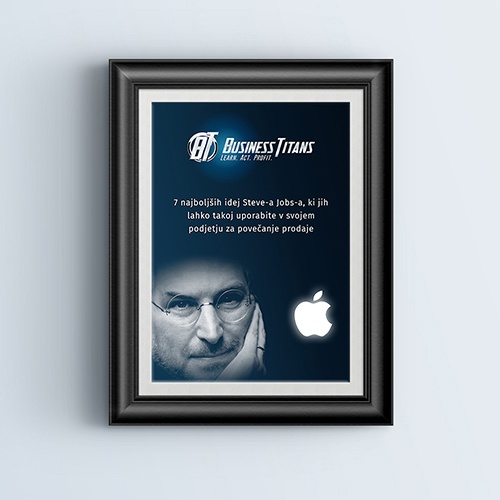 BT BUSINESS TITANS
LEARN. ACT. PROFIT.
7 najboljših idej Steve-a Jobs-a, ki jih
lahko takoj uporabite v svojem
podjetju za povečanje prodaje